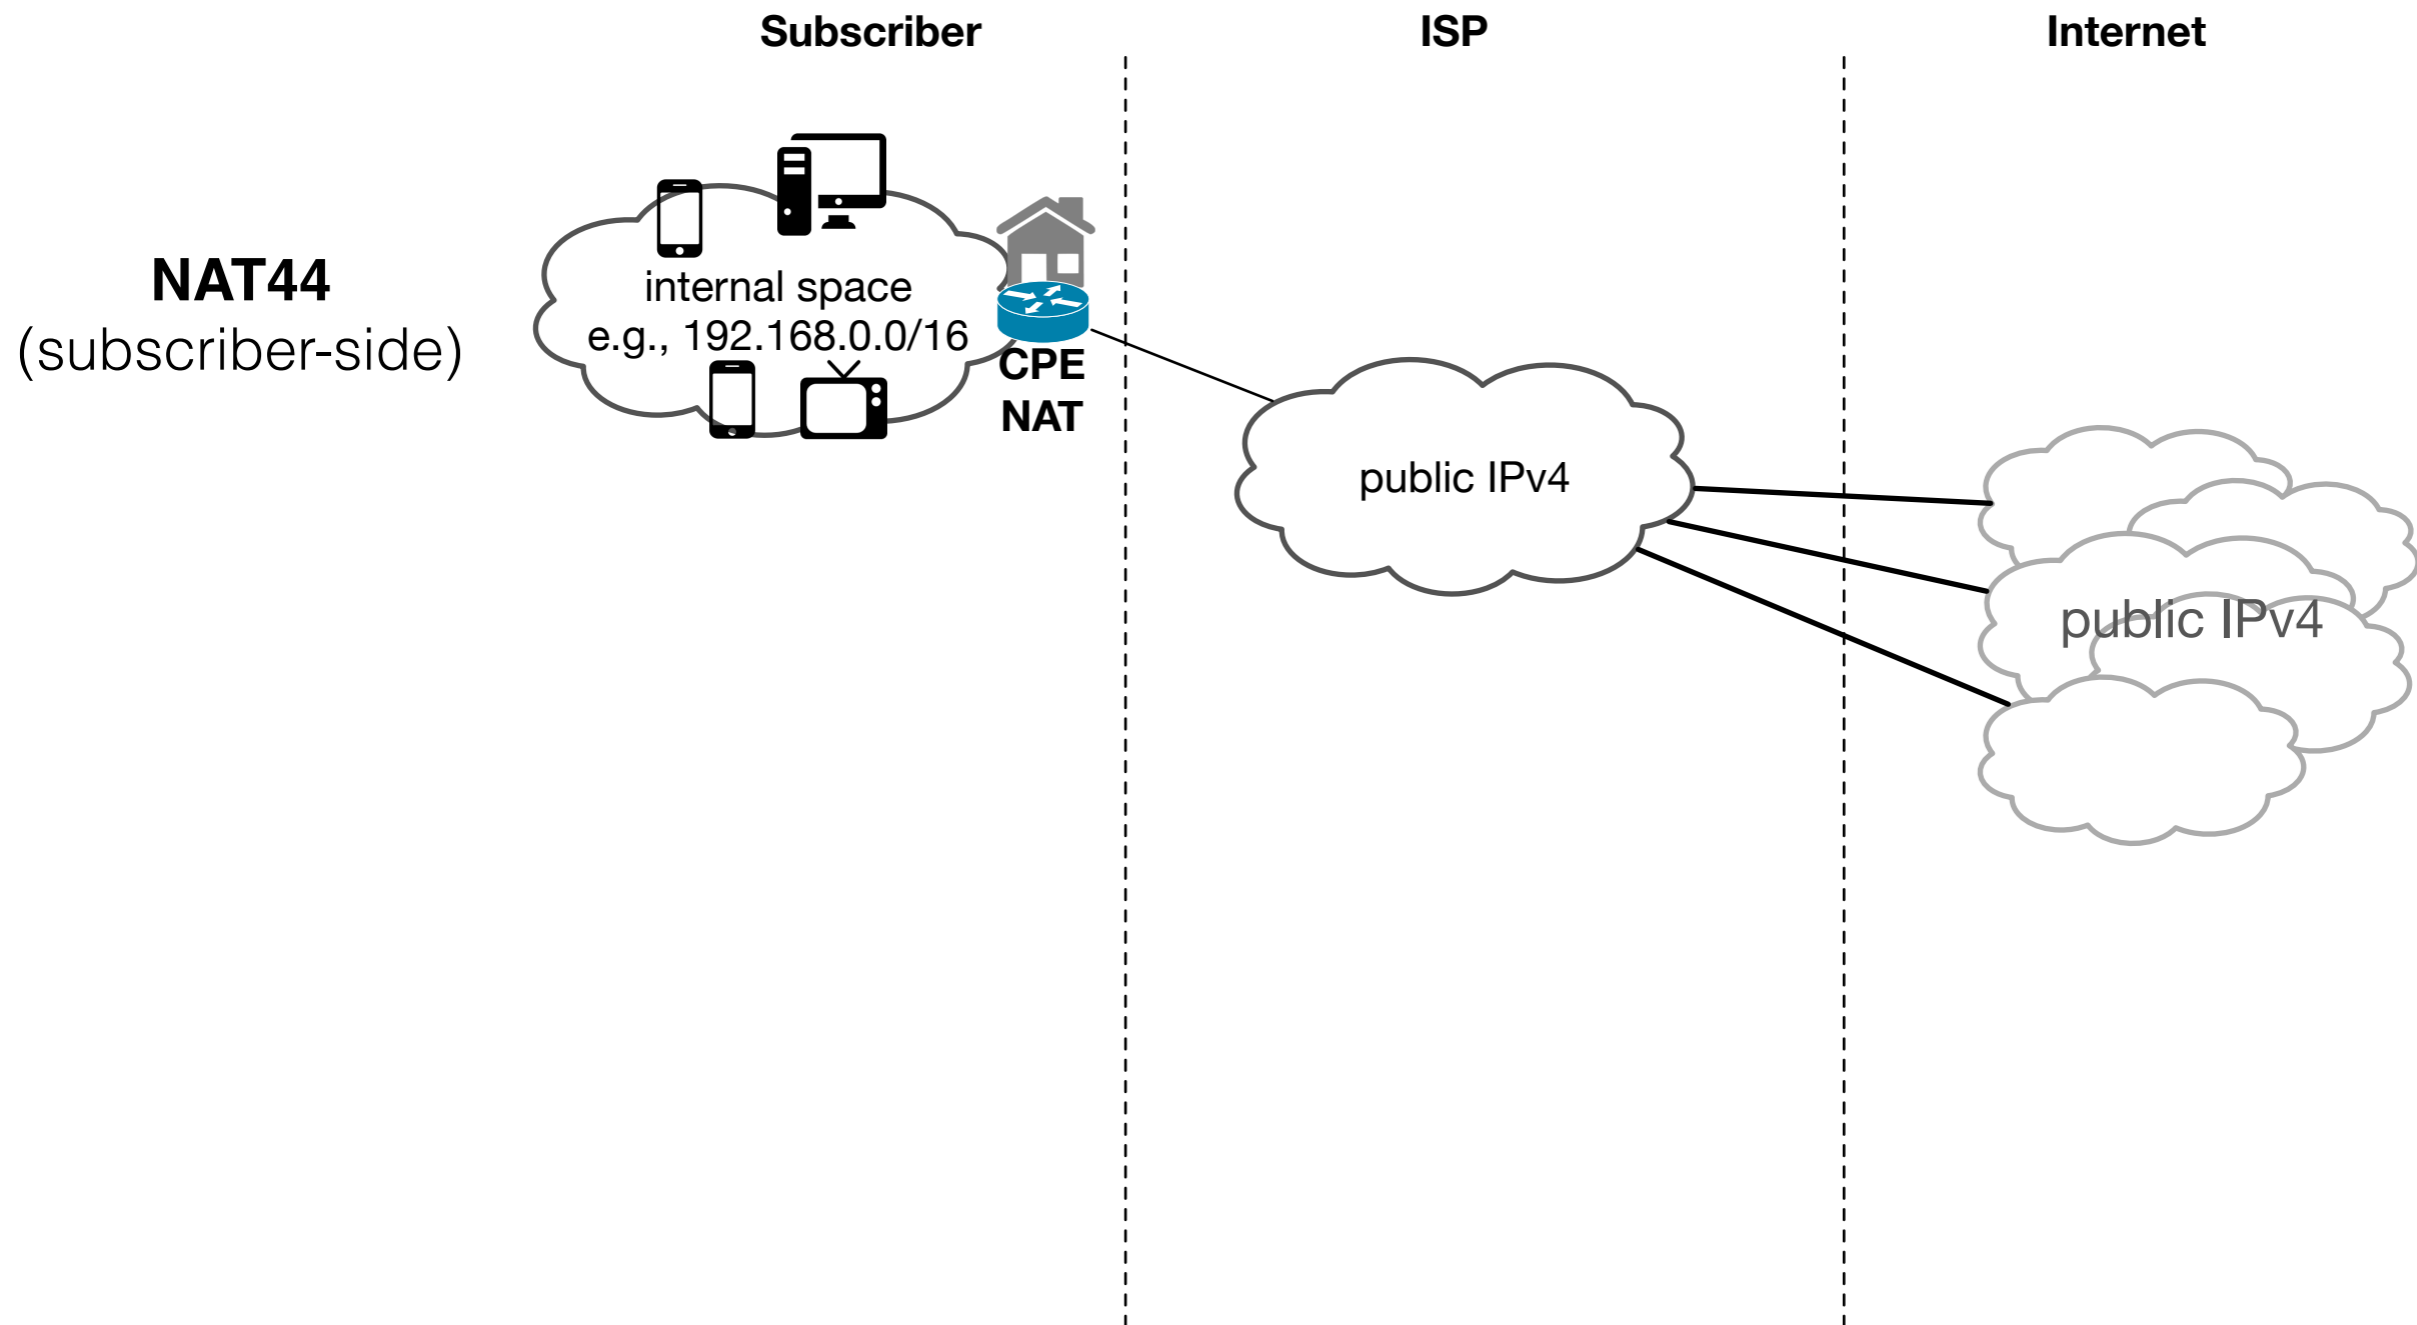 Subscriber
ISP
Internet
NAT44
(subscriber-side)
internal space
e.g., 192.168.0.0/16
CPE
NAT
public IPv4
public IPv4